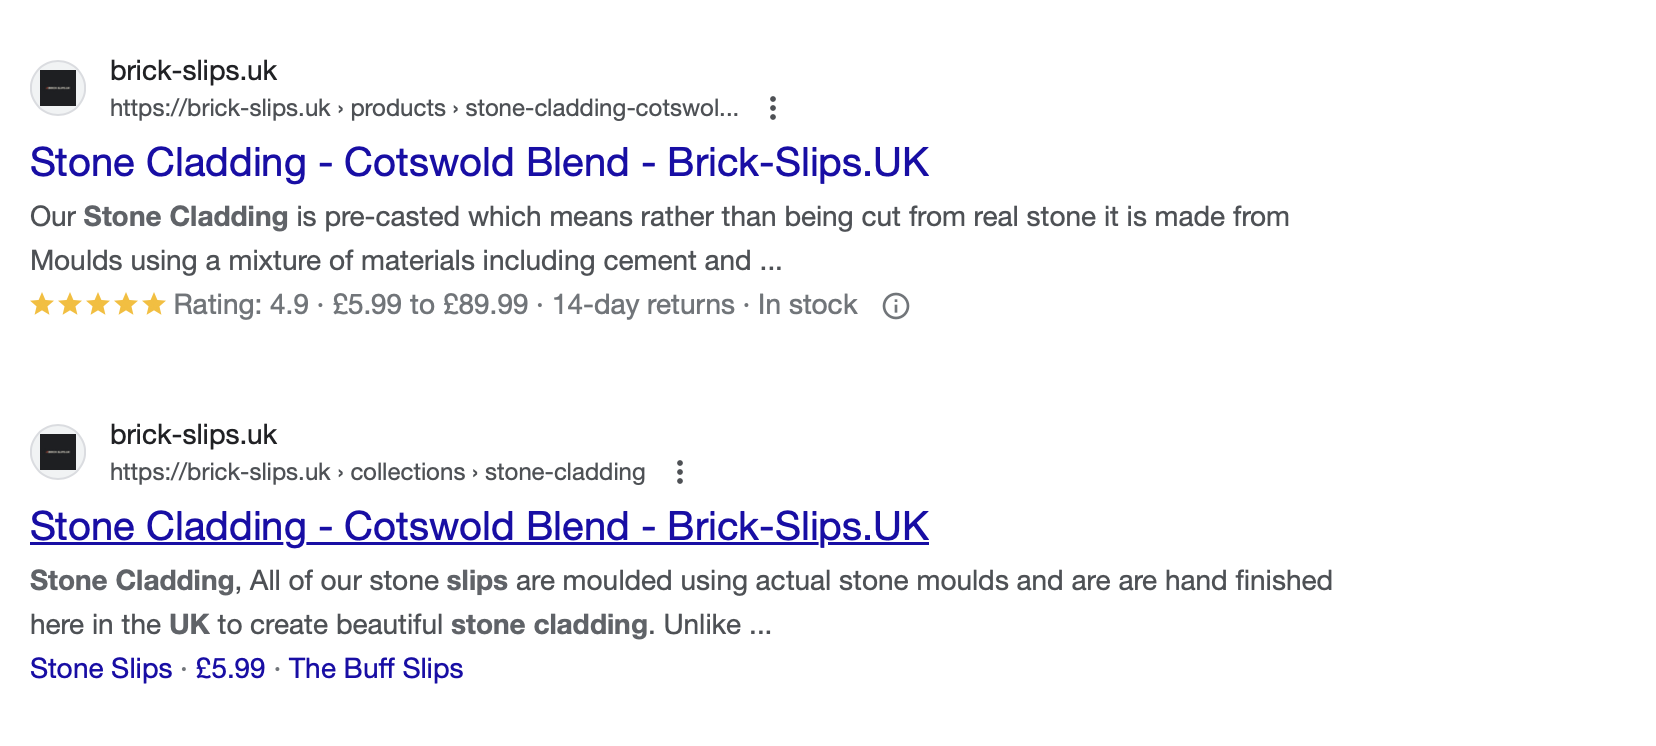 brick-slips.uk
https://brick-slips.uk › products › stone-cladding-cotswol...
Stone Cladding - Cotswold Blend - Brick-Slips.UK
Our Stone Cladding is pre-casted which means rather than being cut from real stone it is made from
Moulds using a mixture of materials including cement and ...
Rating: 4.9 · £5.99 to £89.99 · 14-day returns · In stock
brick-slips.uk
https://brick-slips.uk › collections › stone-cladding
Stone Cladding - Cotswold Blend - Brick-Slips.UK
Stone Cladding, All of our stone slips are moulded using actual stone moulds and are are hand finished
here in the UK to create beautiful stone cladding. Unlike ...
Stone Slips · £5.99 · The Buff Slips